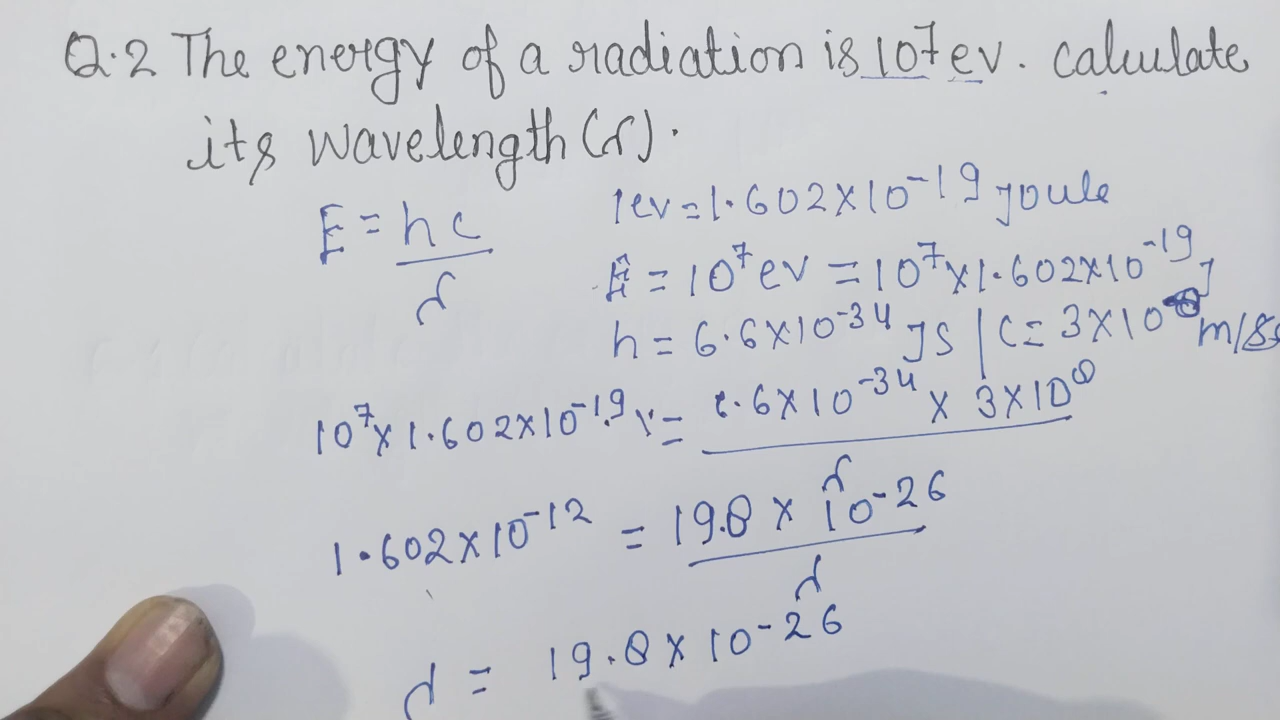 Q.2 The energy of a radiation is 10⁷ ev. calculate
its wavelength (λ).
E = hc
λ
1ev = 1.602×10⁻¹⁹ joule
E = 10⁷ ev = 10⁷×1.602×10⁻¹⁹ J
h = 6.6×10⁻³⁴ JS | C = 3×10⁸ m/s
10⁷×1.602×10⁻¹⁹ = 6.6×10⁻³⁴ × 3×10⁸
λ
1.602×10⁻¹² = 19.8 × 10⁻²⁶
λ
λ = 19.8×10⁻²⁶